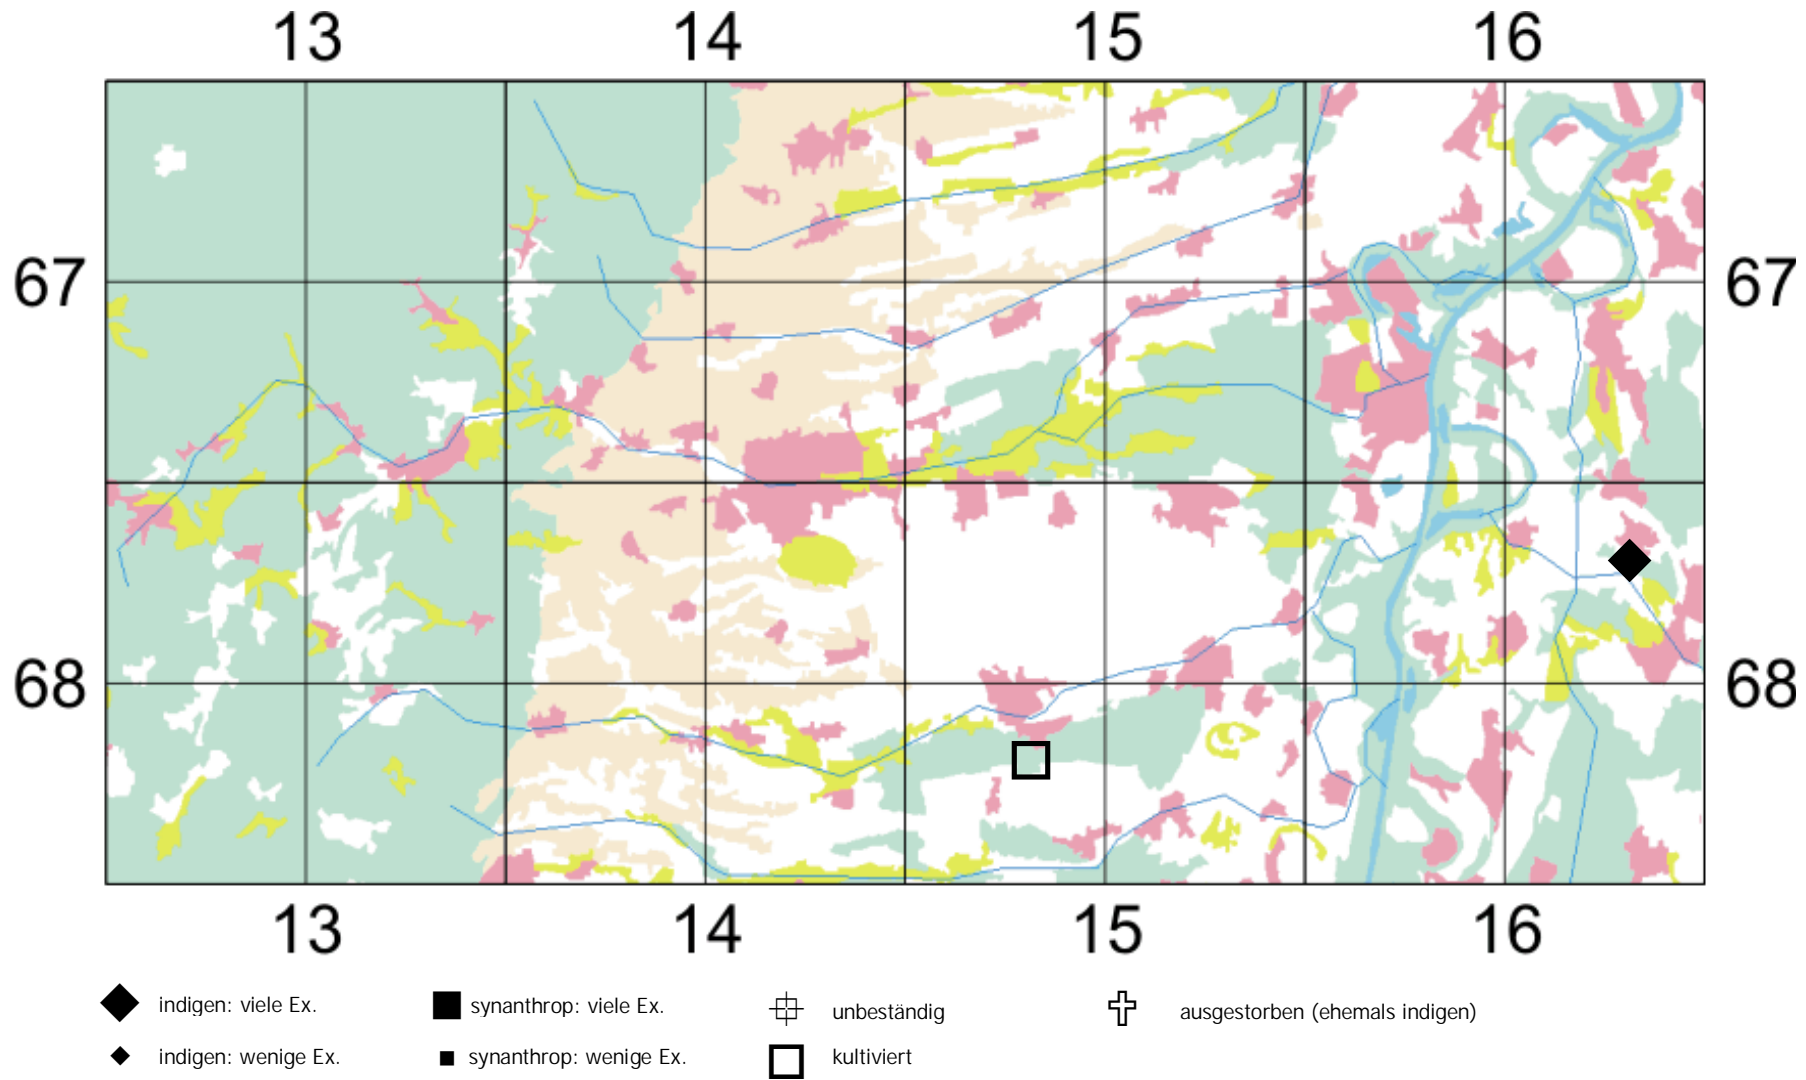 13 14 15 16
67 67
68 68
13 14 15 16
indigen: viele Ex. synanthrop: viele Ex. unbeständig ausgestorben (ehemals indigen)
indigen: wenige Ex. synanthrop: wenige Ex. kultiviert